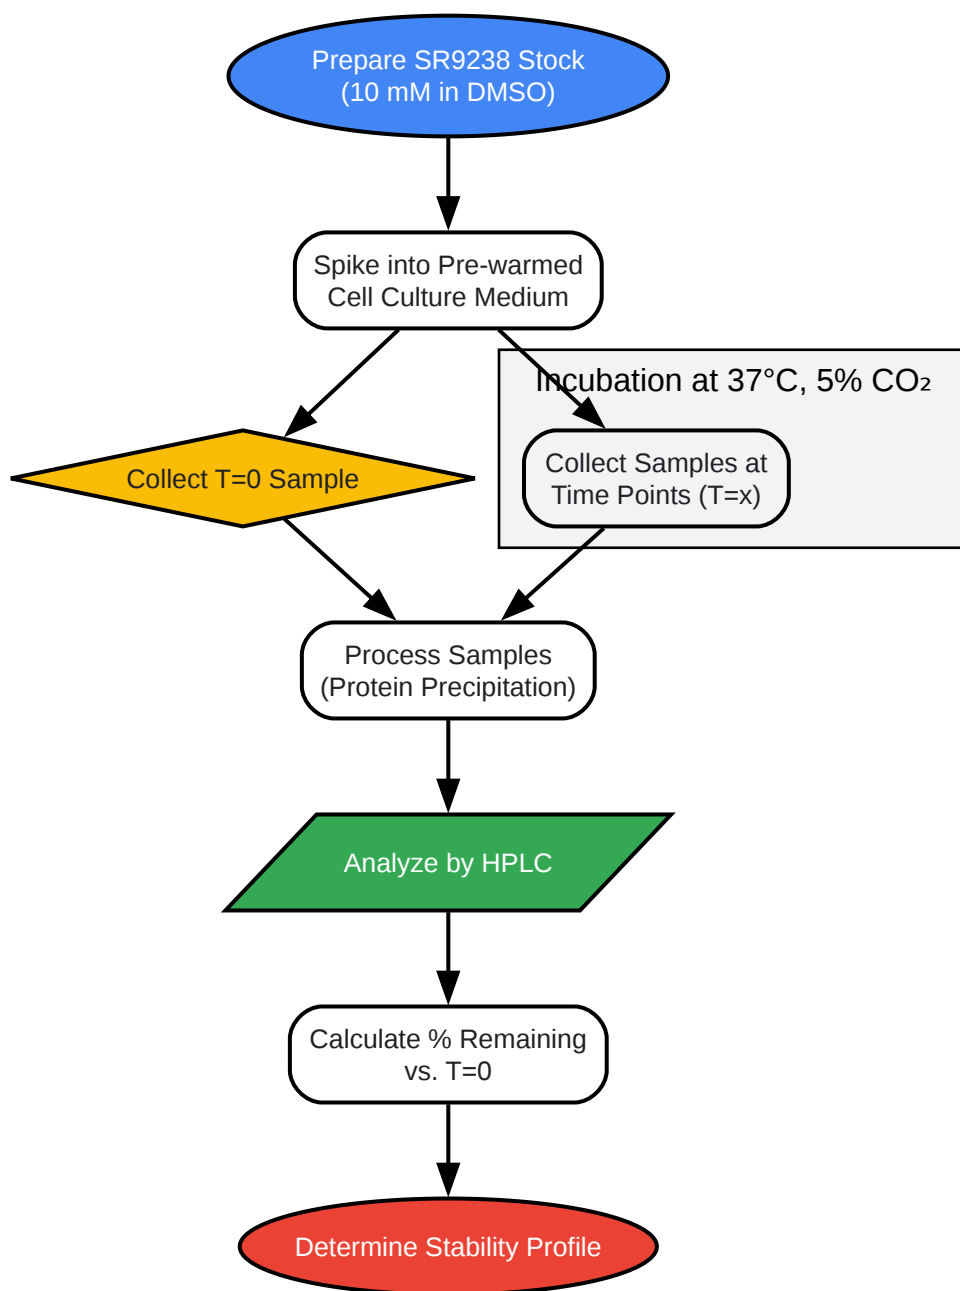 Prepare SR9238 Stock
(10 mM in DMSO)
Spike into Pre-warmed
Cell Culture Medium
Incubation at 37°C, 5% CO₂
Collect T=0 Sample
Collect Samples at
Time Points (T=x)
Process Samples
(Protein Precipitation)
Analyze by HPLC
Calculate % Remaining
vs. T=0
Determine Stability Profile